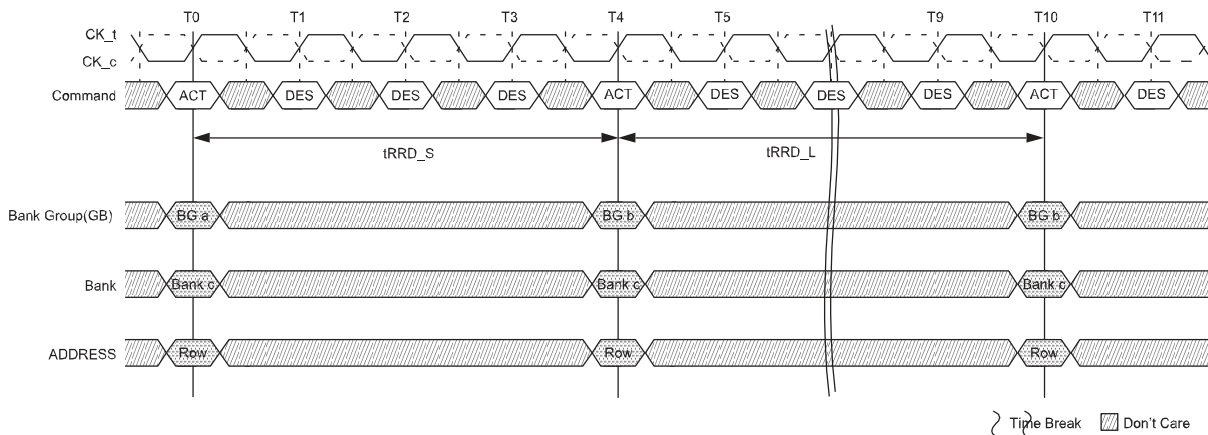 T0 T1 T2 T3 T4 T5 T9 T10 T11
CK_t
CK_c
Command ACT DES DES DES ACT DES DES DES ACT DES
tRRD_S tRRD_L
Bank Group(GB) BG a BG b BG b
Bank Bank c Bank c Bank c
ADDRESS Row Row Row
Time Break Don't Care